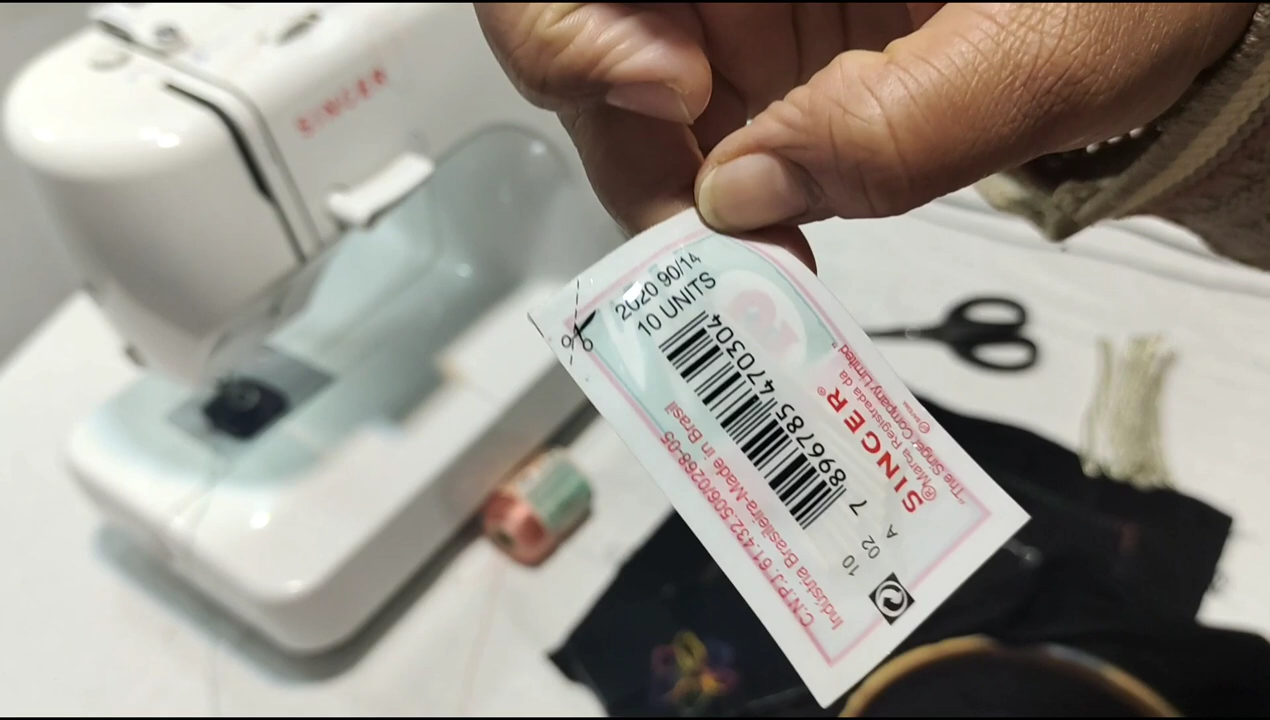 SINGER
2020 90/14
10 UNITS
7 896785 470304
SINGER®
®Marca Registrada da
The Singer Company Limited
C.N.P.J. 61.432.506/0268-05
Indústria Brasileira-Made in Brasil
10
02
A